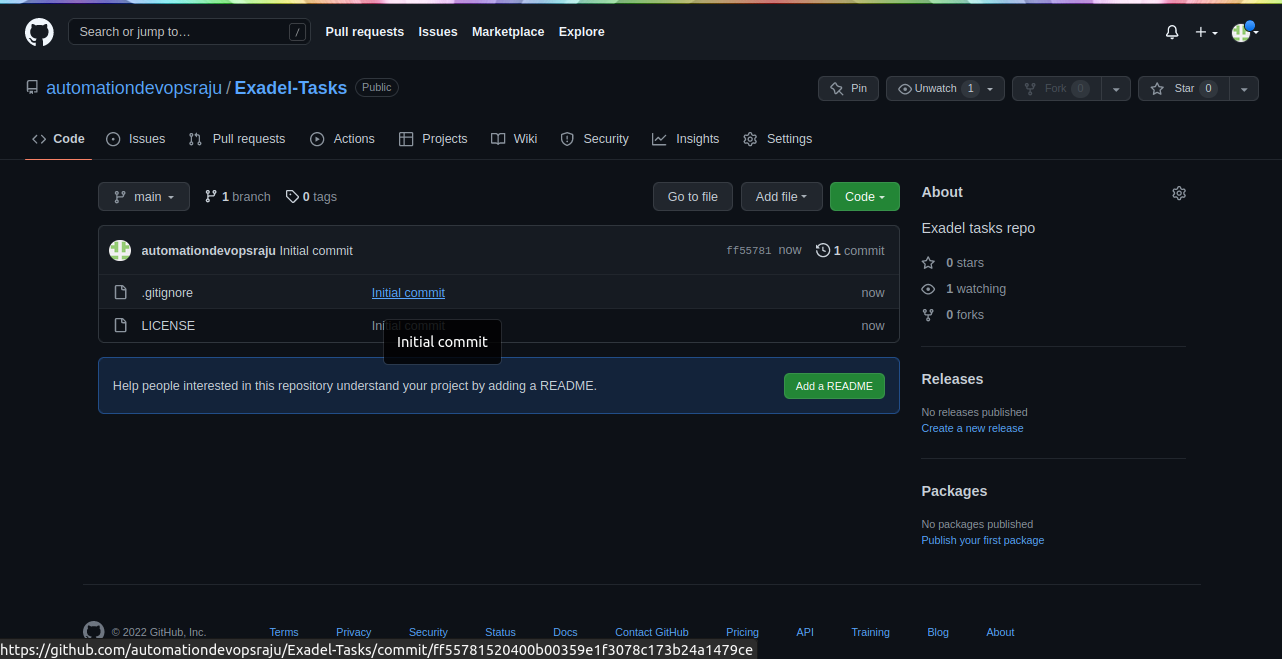 Search or jump to… / Pull requests Issues Marketplace Explore
automationdevopsraju / Exadel-Tasks Public Pin Unwatch 1 Fork 0 Star 0
Code Issues Pull requests Actions Projects Wiki Security Insights Settings
main 1 branch 0 tags Go to file Add file Code
automationdevopsraju Initial commit ff55781 now 1 commit
.gitignore Initial commit now
LICENSE Initial commit now
Initial commit
Help people interested in this repository understand your project by adding a README. Add a README
About
Exadel tasks repo
0 stars
1 watching
0 forks
Releases
No releases published
Create a new release
Packages
No packages published
Publish your first package
© 2022 GitHub, Inc. Terms Privacy Security Status Docs Contact GitHub Pricing API Training Blog About
https://github.com/automationdevopsraju/Exadel-Tasks/commit/ff55781520400b00359e1f3078c173b24a1479ce